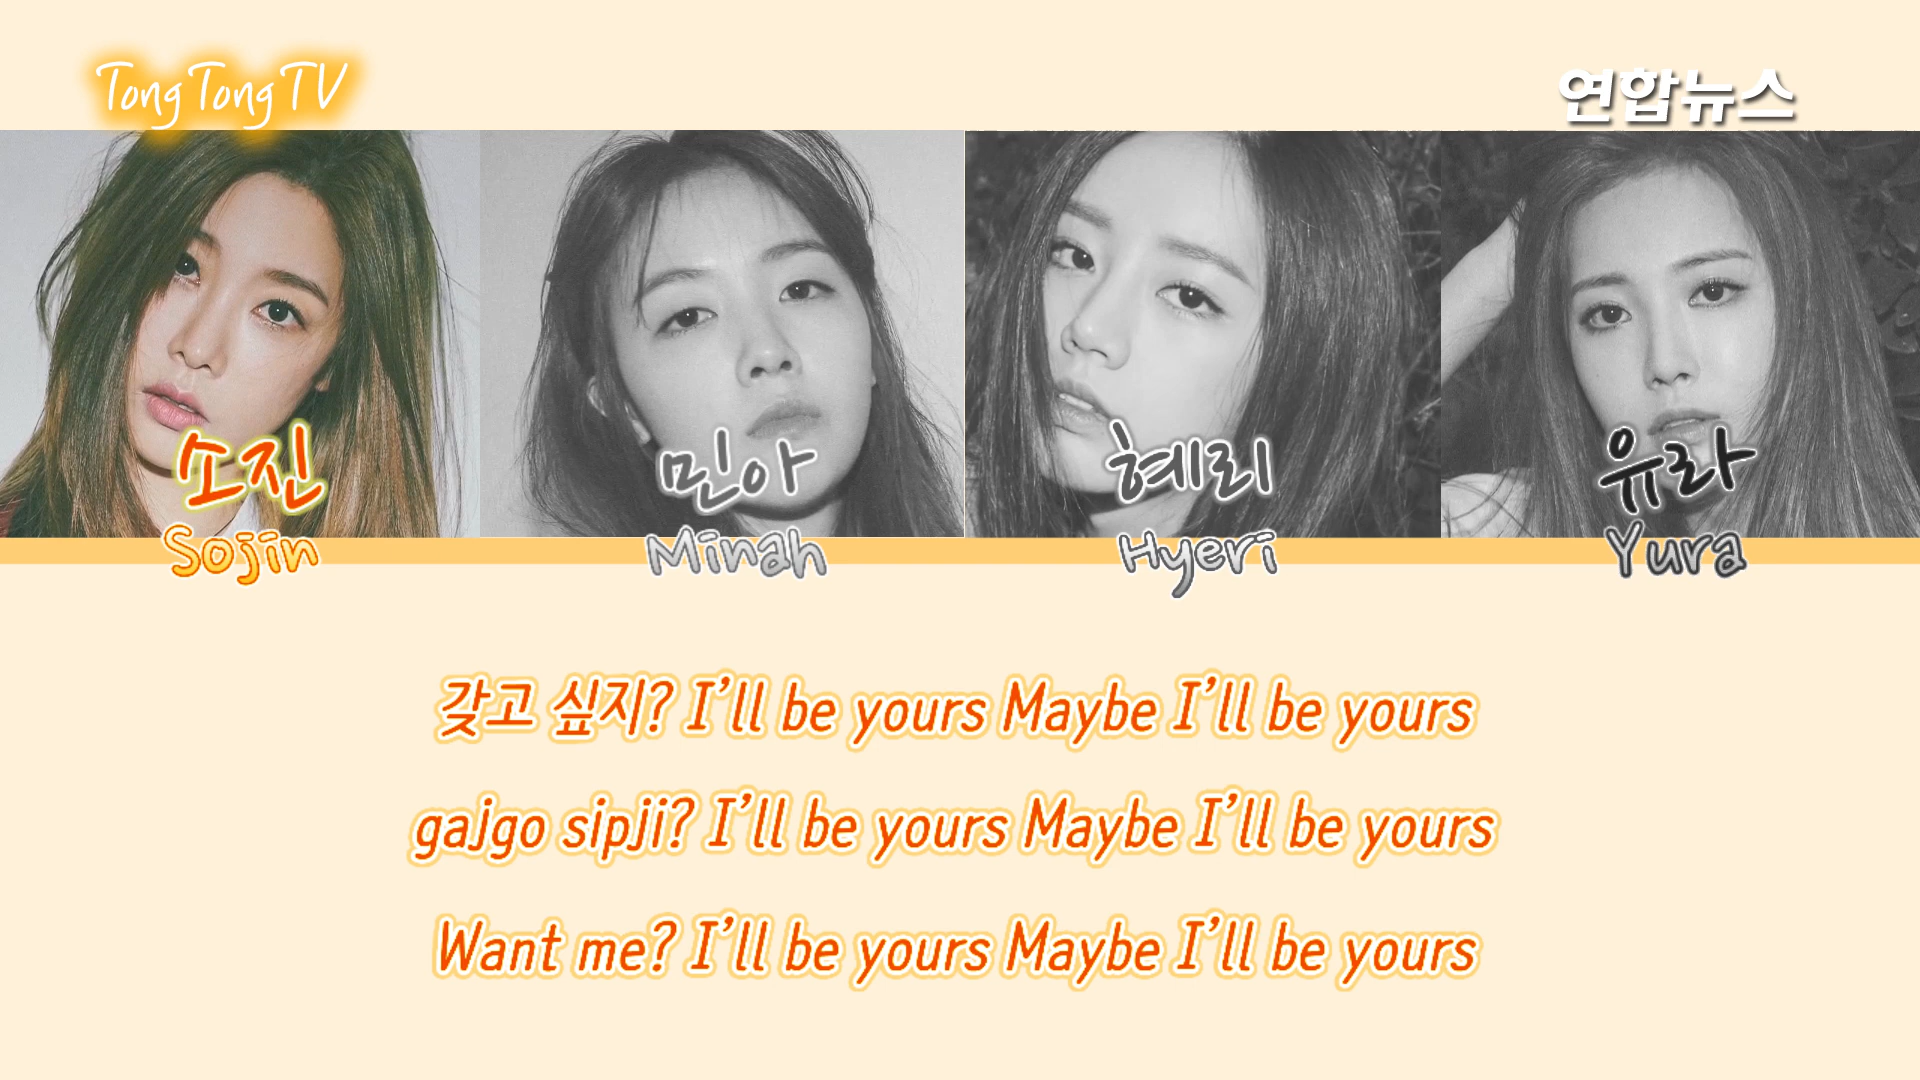 Tong Tong TV
연합뉴스
소진
Sojin
민아
Minah
혜리
Hyeri
유라
Yura
갖고 싶지? I'll be yours Maybe I'll be yours
gajgo sipji? I'll be yours Maybe I'll be yours
Want me? I'll be yours Maybe I'll be yours